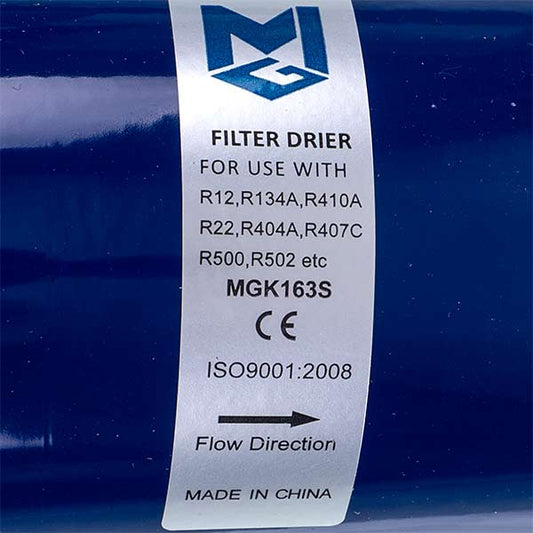 MG
FILTER DRIER
FOR USE WITH
R12,R134A,R410A
R22,R404A,R407C
R500,R502 etc
MGK163S
CE
ISO9001:2008
Flow Direction
MADE IN CHINA